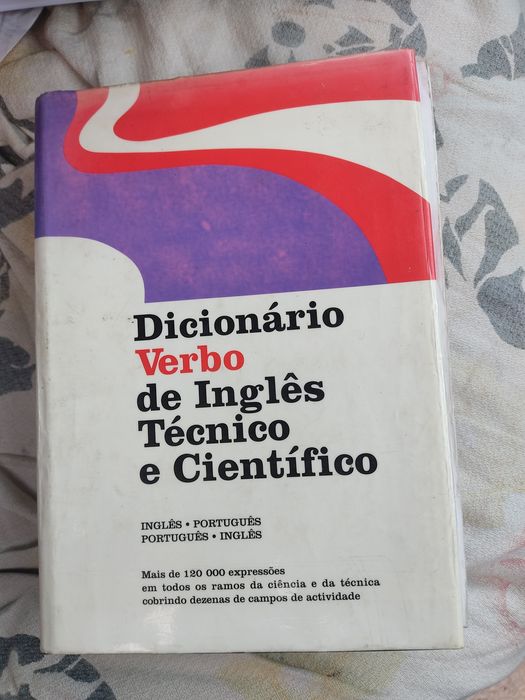 Dicionário
Verbo
de Inglês
Técnico
e Científico
INGLÊS • PORTUGUÊS
PORTUGUÊS • INGLÊS
Mais de 120 000 expressões
em todos os ramos da ciência e da técnica
cobrindo dezenas de campos de actividade